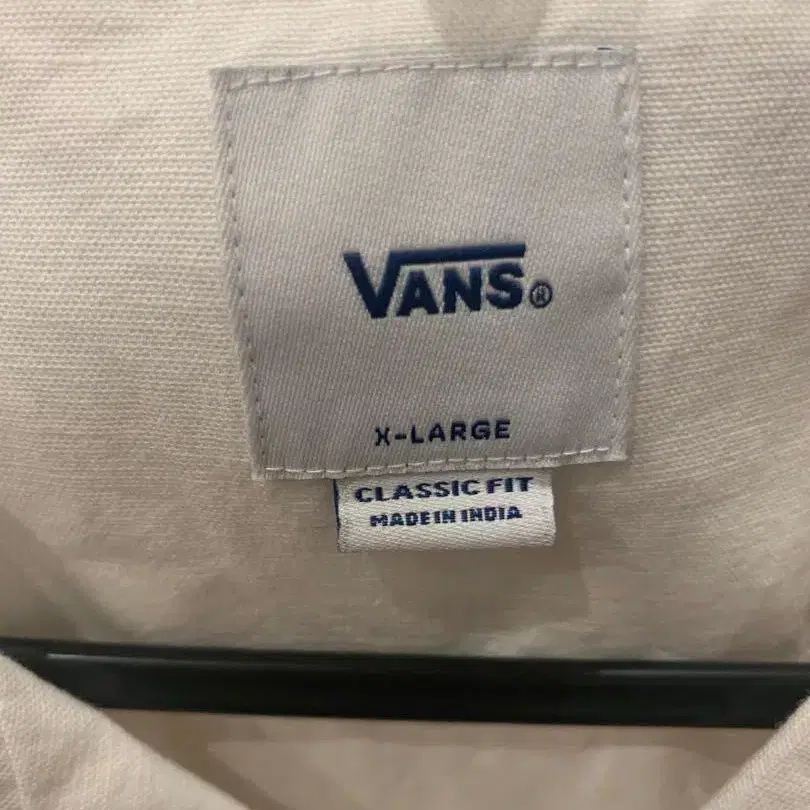 VANS®
X-LARGE
CLASSIC FIT
MADE IN INDIA